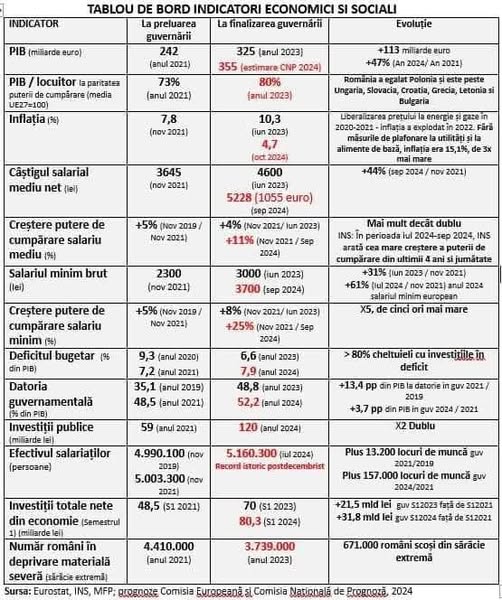 TABLOU DE BORD INDICATORI ECONOMICI SI SOCIALI
INDICATOR
La preluarea
guvernării
La finalizarea guvernării
Evoluție
PIB (miliarde euro)
242
(anul 2021)
325 (anul 2023)
355 (estimare CNP 2024)
+113 miliarde euro
+47% (An 2024/ An 2021)
PIB / locuitor la paritatea
puterii de cumpărare (media
UE27=100)
73%
(anul 2021)
80%
(anul 2023)
România a egalat Polonia și este peste
Ungaria, Slovacia, Croatia, Grecia, Letonia si
Bulgaria
Inflația (%)
7,8
(nov 2021)
10,3
(iun 2023)
4,7
(oct 2024)
Liberalizarea prețului la energie și gaze în
2020-2021 - inflația a explodat în 2022. Fără
măsurile de plafonare la utilități și la
alimente de bază, inflația era 15,1%, de 3x
mai mare
Câștigul salarial
mediu net (lei)
3645
(nov 2021)
4600
(iun 2023)
5228 (1055 euro)
(sep 2024)
+44% (sep 2024 / nov 2021)
Creștere putere de
cumpărare salariu
mediu (%)
+5% (Nov 2019 /
Nov 2021)
+4% (Nov 2021/ Iun 2023)
+11% (Nov 2021 / Sep
2024)
Mai mult decât dublu
INS: În perioada iul 2024-sep 2024, INS
arată cea mare creștere a puterii de
cumpărare din ultimii 4 ani si jumătate
Salariul minim brut
(lei)
2300
(nov 2021)
3000 (iun 2023)
3700 (sep 2024)
+31% (iun 2023 / nov 2021)
+61% (iul 2024 / nov 2021) anul 2024
salariul minim european
Creștere putere de
cumpărare salariu
minim (%)
+5% (Nov 2019 /
Nov 2021)
+8% (Nov 2021/ Iun 2023)
+25% (Nov 2021 / Sep
2024)
X5, de cinci ori mai mare
Deficitul bugetar (%
din PIB)
9,3 (anul 2020)
7,2 (anul 2021)
6,6 (anul 2023)
7,9 (anul 2024)
> 80% cheltuieli cu investițiile în
deficit
Datoria
guvernamentală
(% din PIB)
35,1 (anul 2019)
48,5 (anul 2021)
48,8 (anul 2023)
52,2 (anul 2024)
+13,4 pp din PIB la datorie in guv 2021 /
2019
+3,7 pp din PIB in guv 2024 / 2021
Investiții publice
(miliarde lei)
59 (anul 2021)
120 (anul 2024)
X2 Dublu
Efectivul salariaților
(persoane)
4.990.100 (nov
2019)
5.003.300 (nov
2021)
5.160.300 (iul 2024)
Record istoric postdecembrist
Plus 13.200 locuri de muncă guv
2021/2019
Plus 157.000 locuri de muncă guv
2024/2021
Investiții totale nete
din economie (Semestrul
1) (miliarde lei)
48,5 (S1 2021)
70 (S1 2023)
80,3 (S1 2024)
+21,5 mld lei guv S12023 față de S12021
+31,8 mld lei guv S12024 față de S12021
Număr români în
deprivare materială
severă (sărăcie extremă)
4.410.000
(anul 2021)
3.739.000
(anul 2023)
671.000 români scoși din sărăcie
extremă
Sursa: Eurostat, INS, MFP; prognoze Comisia Europeană si Comisia Națională de Prognoză, 2024